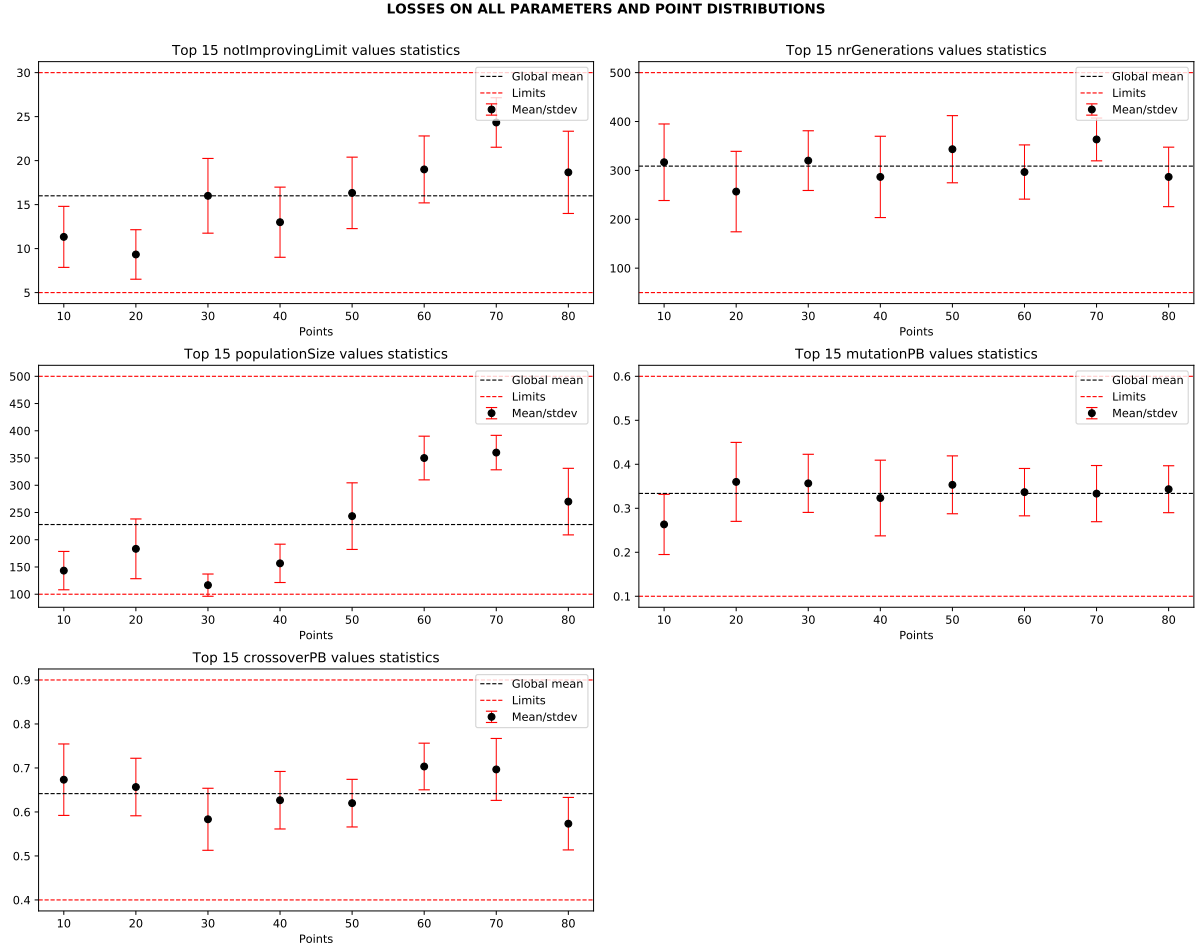 LOSSES ON ALL PARAMETERS AND POINT DISTRIBUTIONS
Top 15 notImprovingLimit values statistics
30
25
20
15
10
5
Global mean
Limits
Mean/stdev
10 20 30 40 50 60 70 80
Points
Top 15 nrGenerations values statistics
500
400
300
200
100
Global mean
Limits
Mean/stdev
10 20 30 40 50 60 70 80
Points
Top 15 populationSize values statistics
500
450
400
350
300
250
200
150
100
Global mean
Limits
Mean/stdev
10 20 30 40 50 60 70 80
Points
Top 15 mutationPB values statistics
0.6
0.5
0.4
0.3
0.2
0.1
Global mean
Limits
Mean/stdev
10 20 30 40 50 60 70 80
Points
Top 15 crossoverPB values statistics
0.9
0.8
0.7
0.6
0.5
0.4
Global mean
Limits
Mean/stdev
10 20 30 40 50 60 70 80
Points